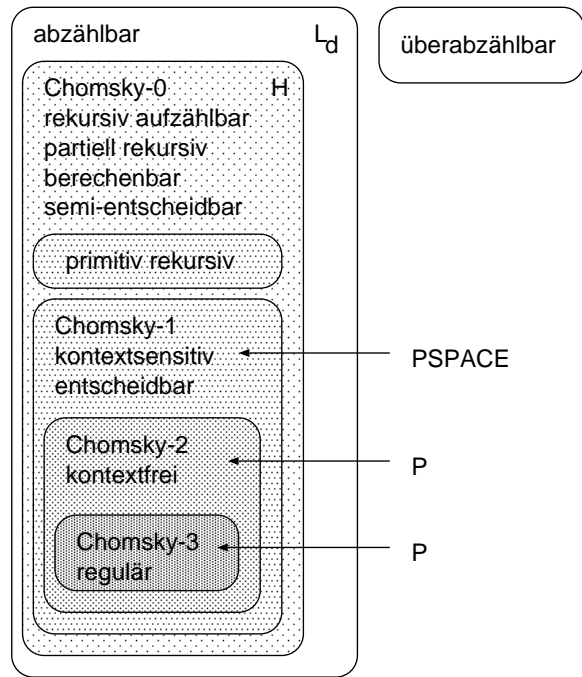 abzählbar
L_d
überabzählbar
Chomsky-0
H
rekursiv aufzählbar
partiell rekursiv
berechenbar
semi-entscheidbar
primitiv rekursiv
Chomsky-1
kontextsensitiv
entscheidbar
PSPACE
Chomsky-2
kontextfrei
P
Chomsky-3
regulär
P